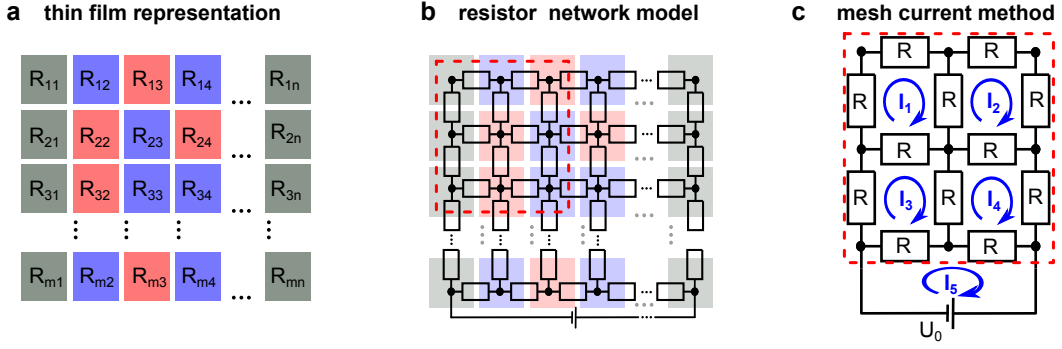 a thin film representation
R11 R12 R13 R14 ... R1n
R21 R22 R23 R24 ... R2n
R31 R32 R33 R34 ... R3n
Rm1 Rm2 Rm3 Rm4 ... Rmn
b resistor network model
c mesh current method
R R
R I1 R I2 R
R R
R I3 R I4 R
R R
I5
U0